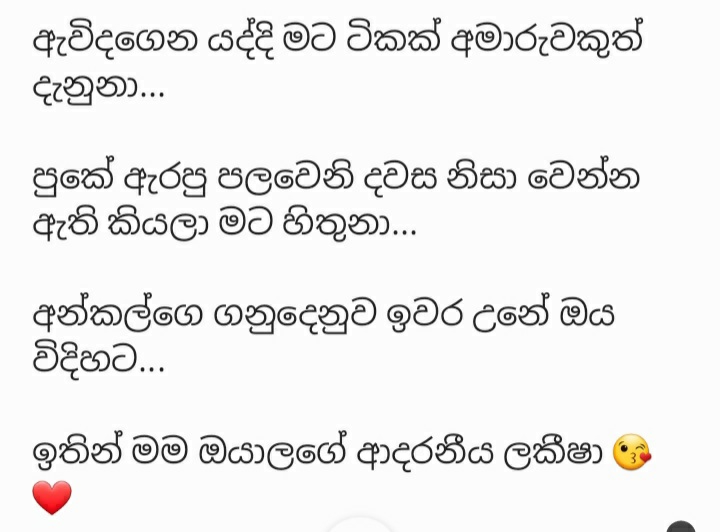 ඇවිදගෙන යද්දි මට ටිකක් අමාරුවකුත්
දැනුනා...
පුකේ ඇරපු පලවෙනි දවස නිසා වෙන්න
ඇති කියලා මට හිතුනා...
අන්කල්ගෙ ගනුදෙනුව ඉවර උනේ ඔය
විදිහට...
ඉතින් මම ඔයාලගේ ආදරනීය ලකීෂා 😘
❤️